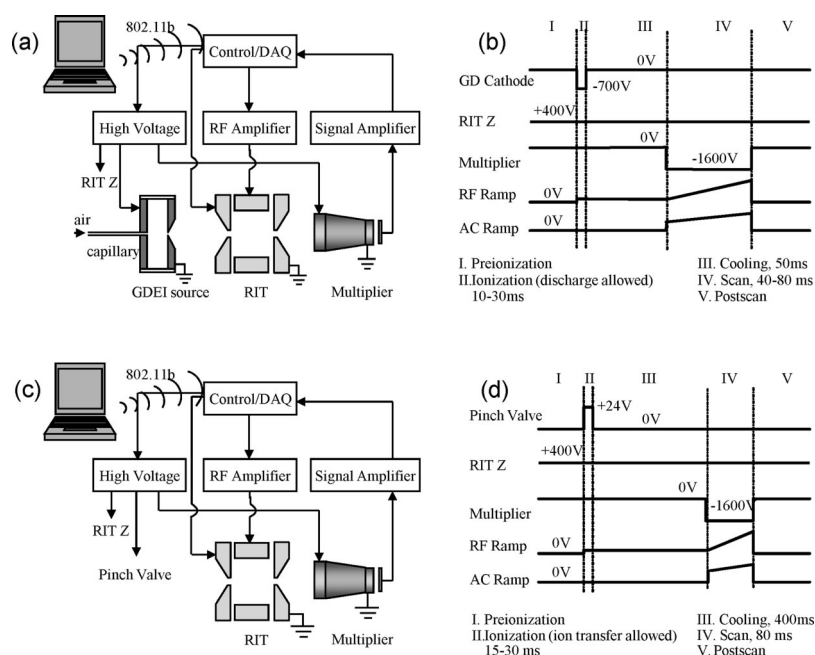 (a)
802.11b
Control/DAQ
High Voltage
RF Amplifier
Signal Amplifier
RIT Z
air
capillary
GDEI source
RIT
Multiplier
(b)
I II III IV V
GD Cathode
0V
-700V
+400V
RIT Z
0V
Multiplier
-1600V
RF Ramp
0V
AC Ramp
0V
I. Preionization
II.Ionization (discharge allowed)
10-30ms
III. Cooling, 50ms
IV. Scan, 40-80 ms
V. Postscan
(c)
802.11b
Control/DAQ
High Voltage
RF Amplifier
Signal Amplifier
RIT Z
Pinch Valve
RIT
Multiplier
(d)
I II III IV V
Pinch Valve
+24V
0V
+400V
RIT Z
0V
Multiplier
-1600V
RF Ramp
0V
AC Ramp
0V
I. Preionization
II.Ionization (ion transfer allowed)
15-30 ms
III. Cooling, 400ms
IV. Scan, 80 ms
V. Postscan